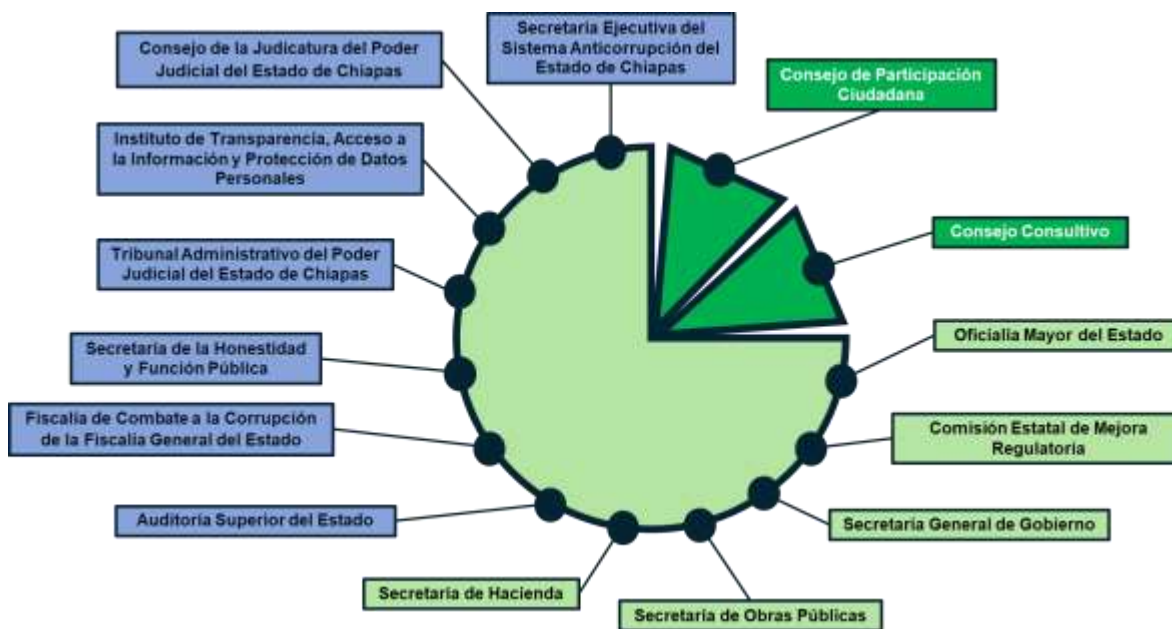 Secretaría Ejecutiva del
Sistema Anticorrupción del
Estado de Chiapas
Consejo de la Judicatura del Poder
Judicial del Estado de Chiapas
Consejo de Participación
Ciudadana
Instituto de Transparencia, Acceso a
la Información y Protección de Datos
Personales
Consejo Consultivo
Tribunal Administrativo del Poder
Judicial del Estado de Chiapas
Oficialía Mayor del Estado
Secretaría de la Honestidad
y Función Pública
Fiscalía de Combate a la Corrupción
de la Fiscalía General del Estado
Comisión Estatal de Mejora
Regulatoria
Auditoría Superior del Estado
Secretaría General de Gobierno
Secretaría de Hacienda
Secretaría de Obras Públicas